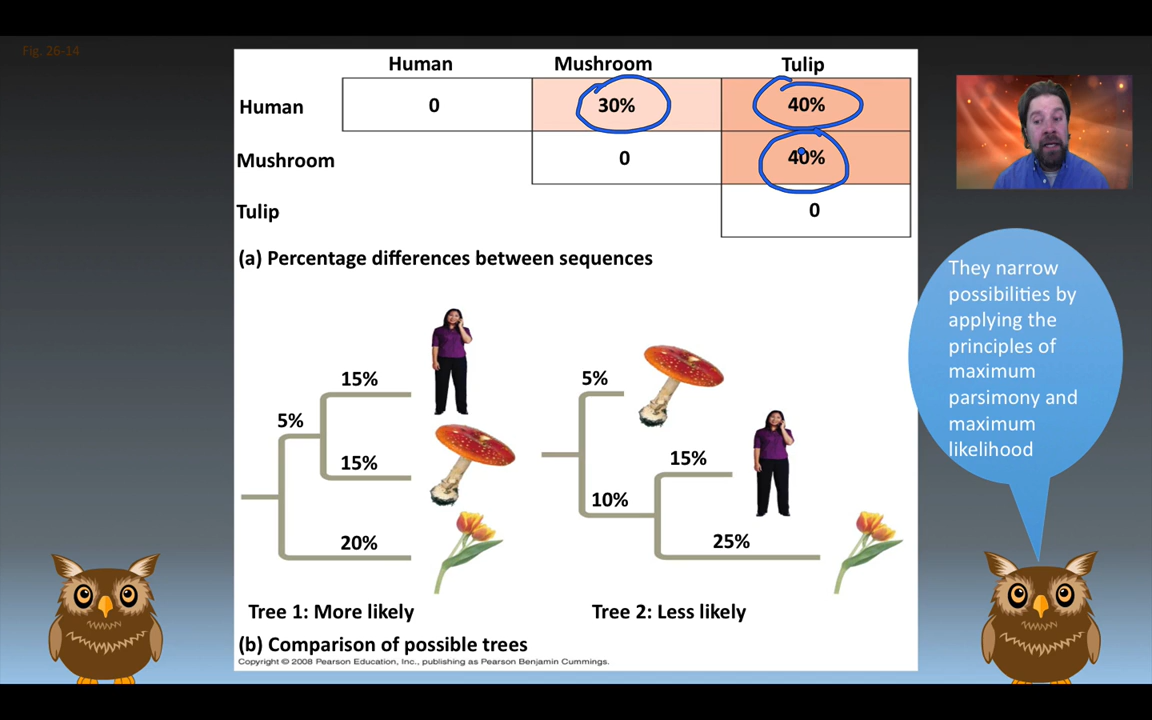 Fig. 26-14
Human Mushroom Tulip
Human 0 30% 40%
Mushroom 0 40%
Tulip 0
(a) Percentage differences between sequences
15%
5%
15%
20%
5%
15%
10%
25%
Tree 1: More likely Tree 2: Less likely
(b) Comparison of possible trees
Copyright © 2008 Pearson Education, Inc., publishing as Pearson Benjamin Cummings.
They narrow
possibilities by
applying the
principles of
maximum
parsimony and
maximum
likelihood